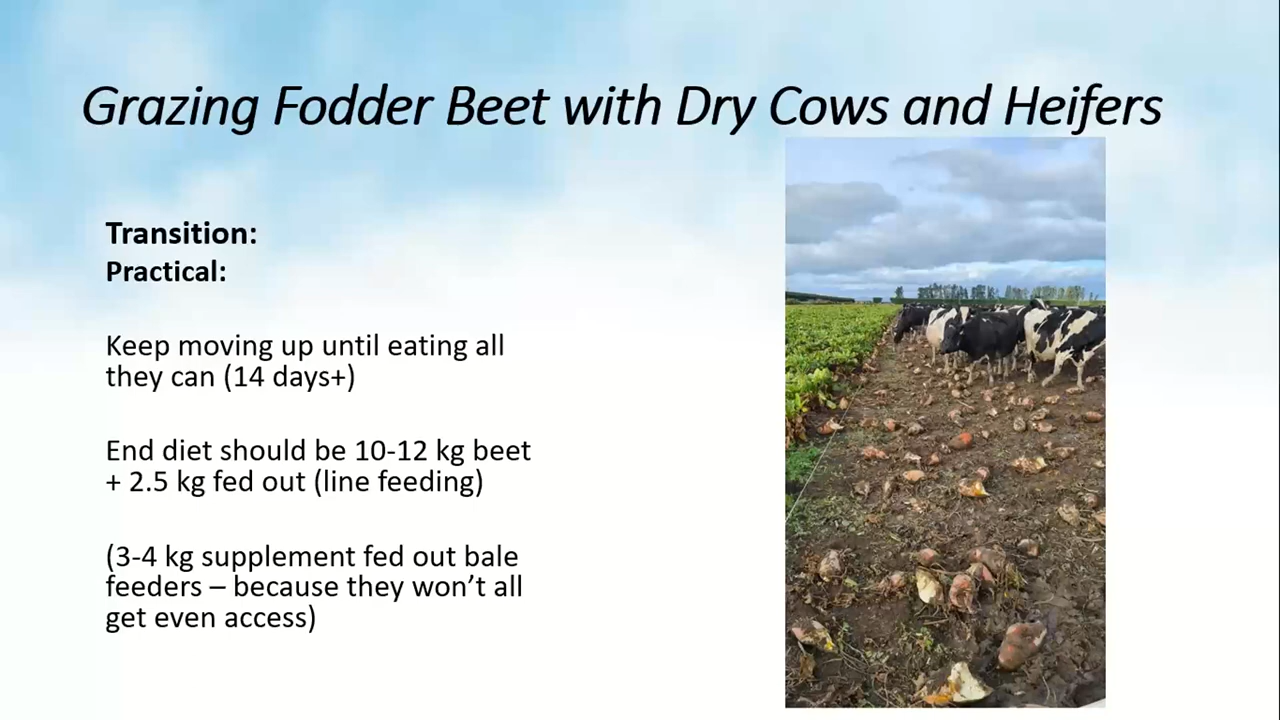 Grazing Fodder Beet with Dry Cows and Heifers
Transition:
Practical:
Keep moving up until eating all
they can (14 days+)
End diet should be 10-12 kg beet
+ 2.5 kg fed out (line feeding)
(3-4 kg supplement fed out bale
feeders – because they won’t all
get even access)